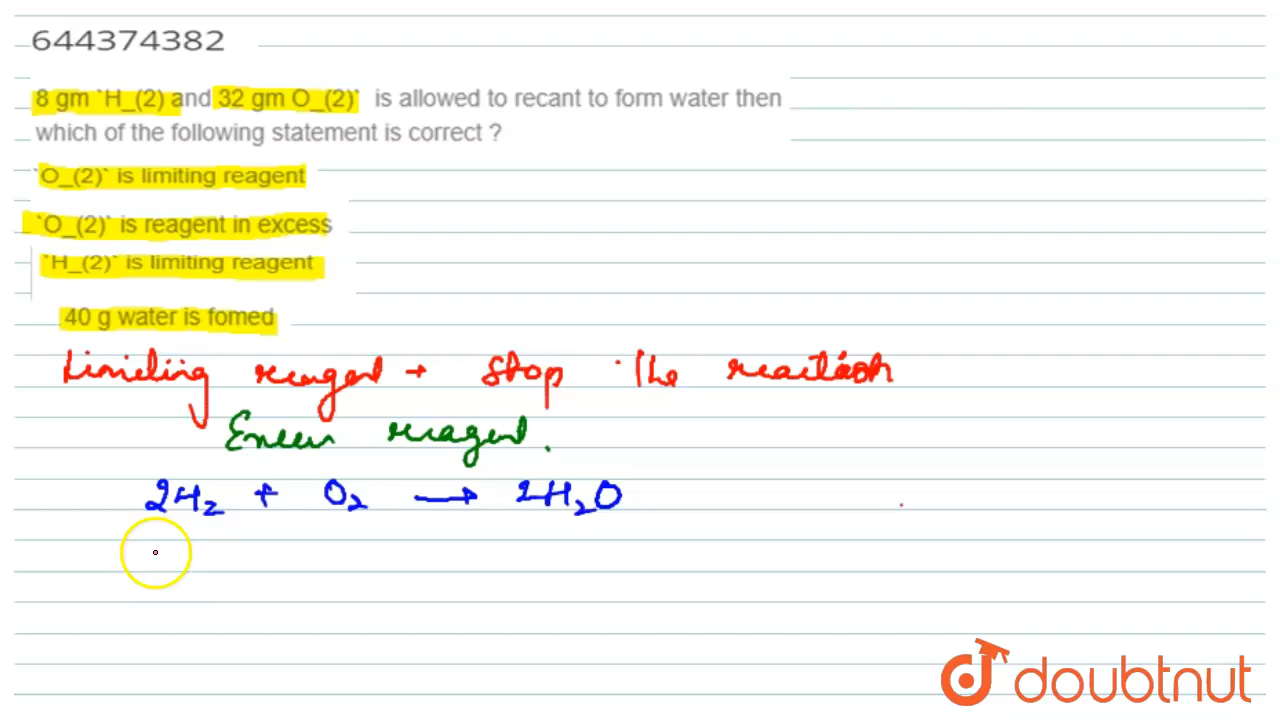 644374382
8 gm `H_(2) and 32 gm O_(2)` is allowed to recant to form water then
which of the following statement is correct ?
`O_(2)` is limiting reagent
`O_(2)` is reagent in excess
`H_(2)` is limiting reagent
40 g water is fomed
Limiting reagent → Stop the reaction
Excess reagent.
2H₂ + O₂ → 2H₂O
doubtnut